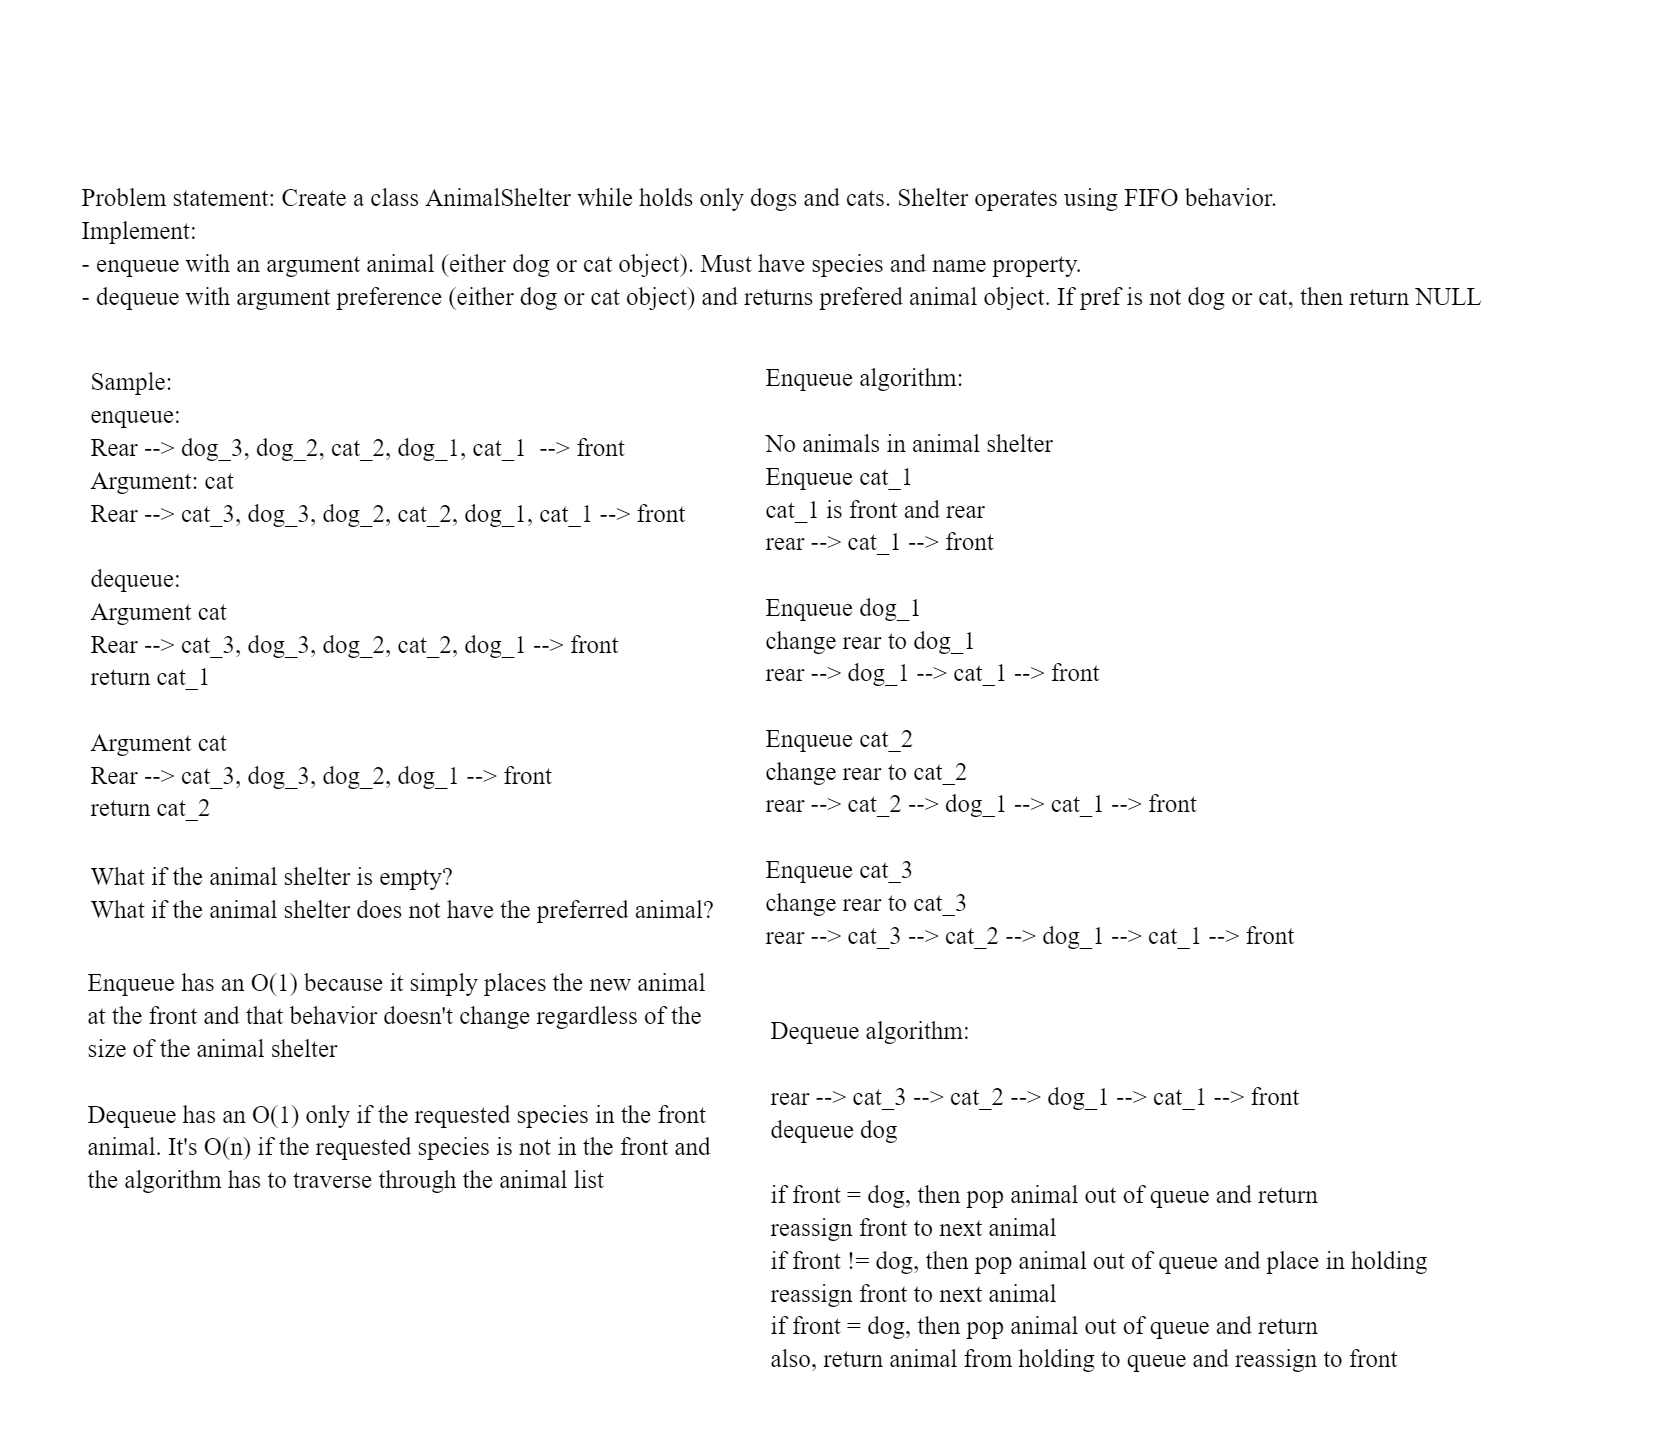 Problem statement: Create a class AnimalShelter while holds only dogs and cats. Shelter operates using FIFO behavior.
Implement:
- enqueue with an argument animal (either dog or cat object). Must have species and name property.
- dequeue with argument preference (either dog or cat object) and returns prefered animal object. If pref is not dog or cat, then return NULL
Sample:
enqueue:
Rear --> dog_3, dog_2, cat_2, dog_1, cat_1 --> front
Argument: cat
Rear --> cat_3, dog_3, dog_2, cat_2, dog_1, cat_1 --> front
dequeue:
Argument cat
Rear --> cat_3, dog_3, dog_2, cat_2, dog_1 --> front
return cat_1
Argument cat
Rear --> cat_3, dog_3, dog_2, dog_1 --> front
return cat_2
What if the animal shelter is empty?
What if the animal shelter does not have the preferred animal?
Enqueue has an O(1) because it simply places the new animal
at the front and that behavior doesn't change regardless of the
size of the animal shelter
Dequeue has an O(1) only if the requested species in the front
animal. It's O(n) if the requested species is not in the front and
the algorithm has to traverse through the animal list
Enqueue algorithm:
No animals in animal shelter
Enqueue cat_1
cat_1 is front and rear
rear --> cat_1 --> front
Enqueue dog_1
change rear to dog_1
rear --> dog_1 --> cat_1 --> front
Enqueue cat_2
change rear to cat_2
rear --> cat_2 --> dog_1 --> cat_1 --> front
Enqueue cat_3
change rear to cat_3
rear --> cat_3 --> cat_2 --> dog_1 --> cat_1 --> front
Dequeue algorithm:
rear --> cat_3 --> cat_2 --> dog_1 --> cat_1 --> front
dequeue dog
if front = dog, then pop animal out of queue and return
reassign front to next animal
if front != dog, then pop animal out of queue and place in holding
reassign front to next animal
if front = dog, then pop animal out of queue and return
also, return animal from holding to queue and reassign to front